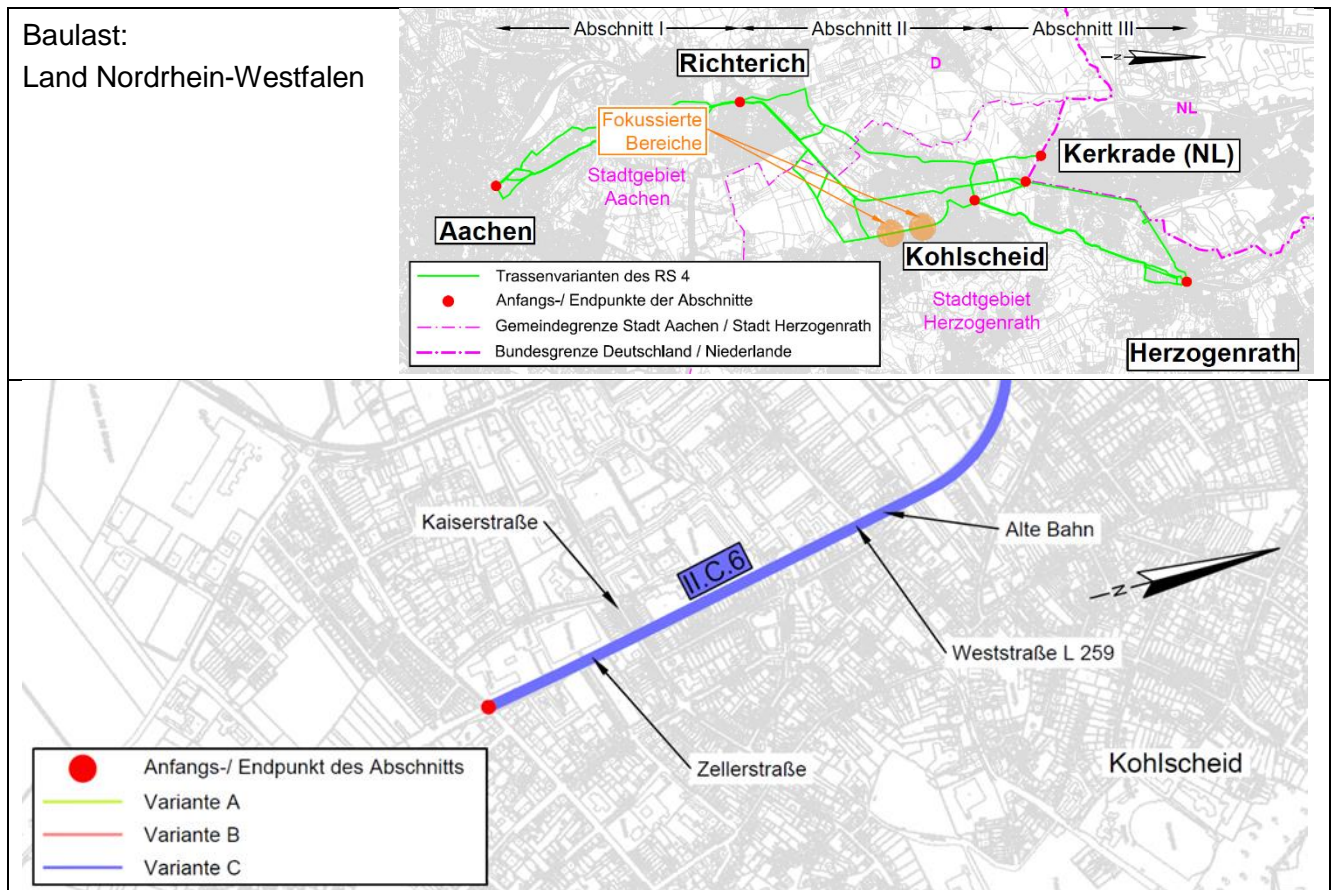 Baulast:
Land Nordrhein-Westfalen
Abschnitt I
Abschnitt II
Abschnitt III
Richterich
D
N
NL
Fokussierte
Bereiche
Kerkrade (NL)
Stadtgebiet
Aachen
Aachen
Kohlscheid
Trassenvarianten des RS 4
Anfangs-/ Endpunkte der Abschnitte
Gemeindegrenze Stadt Aachen / Stadt Herzogenrath
Bundesgrenze Deutschland / Niederlande
Stadtgebiet
Herzogenrath
Herzogenrath
Kaiserstraße
Alte Bahn
II.C.6
N
Weststraße L 259
Zellerstraße
Kohlscheid
Anfangs-/ Endpunkt des Abschnitts
Variante A
Variante B
Variante C